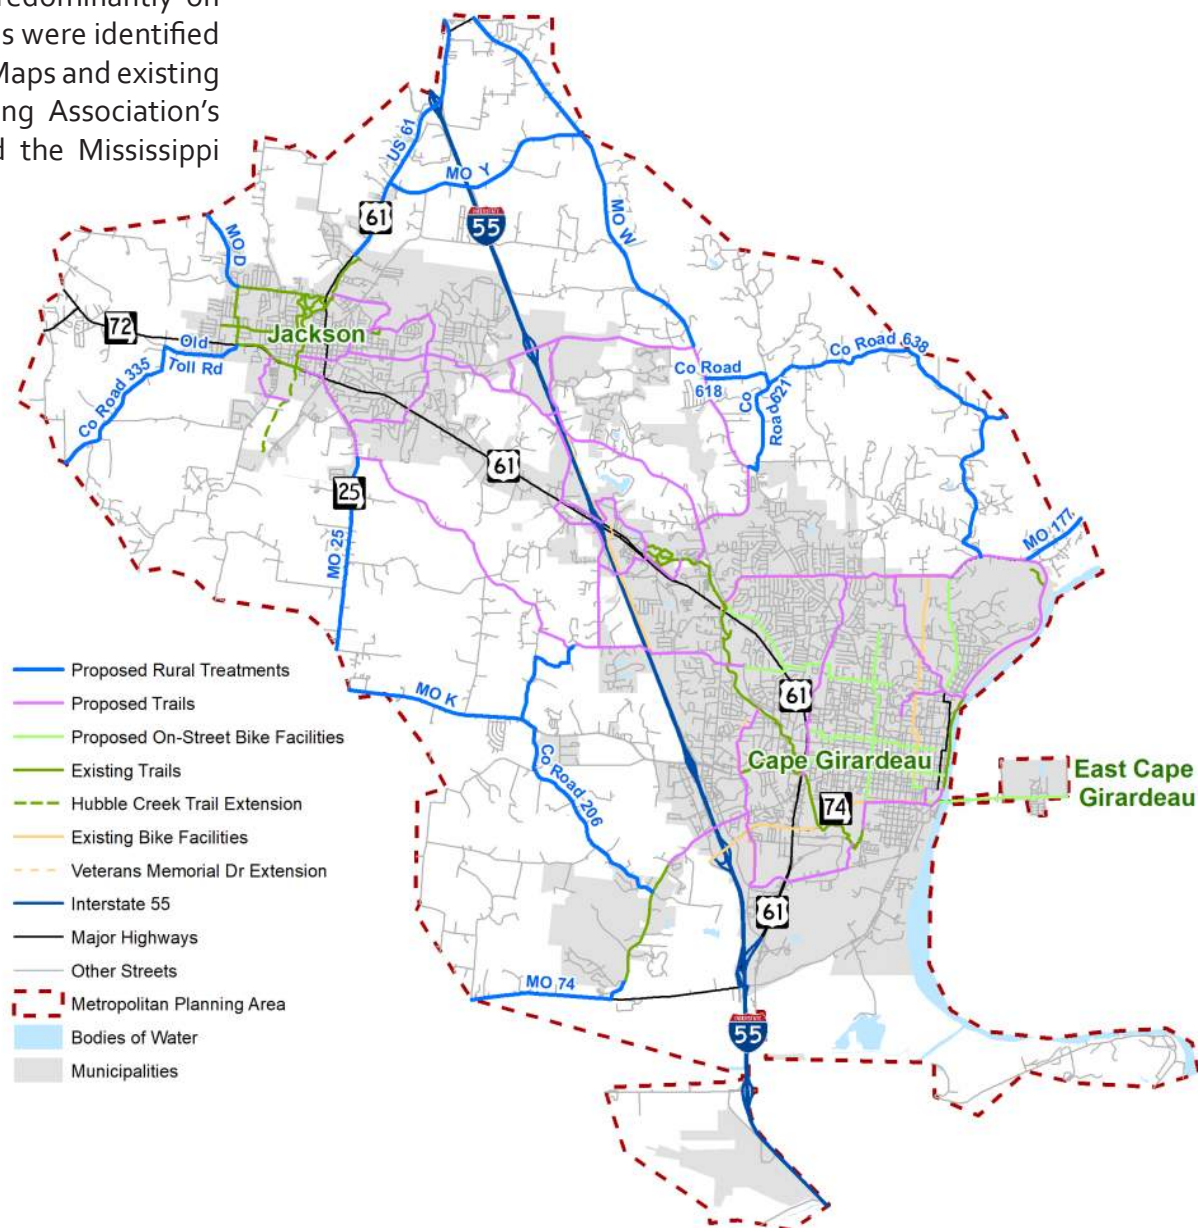 redominantly on
s were identified
Maps and existing
ng Association's
d the Mississippi
US 61
MO Y
61
55
MO W
MO D
72
Old
Toll Rd
Jackson
Co Road 335
Co Road 638
Co Road
618
Co
Road 621
61
25
MO 25
MO 177
MO K
Co Road 206
61
Cape Girardeau
74
East Cape
Girardeau
61
MO 74
55
Proposed Rural Treatments
Proposed Trails
Proposed On-Street Bike Facilities
Existing Trails
Hubble Creek Trail Extension
Existing Bike Facilities
Veterans Memorial Dr Extension
Interstate 55
Major Highways
Other Streets
Metropolitan Planning Area
Bodies of Water
Municipalities